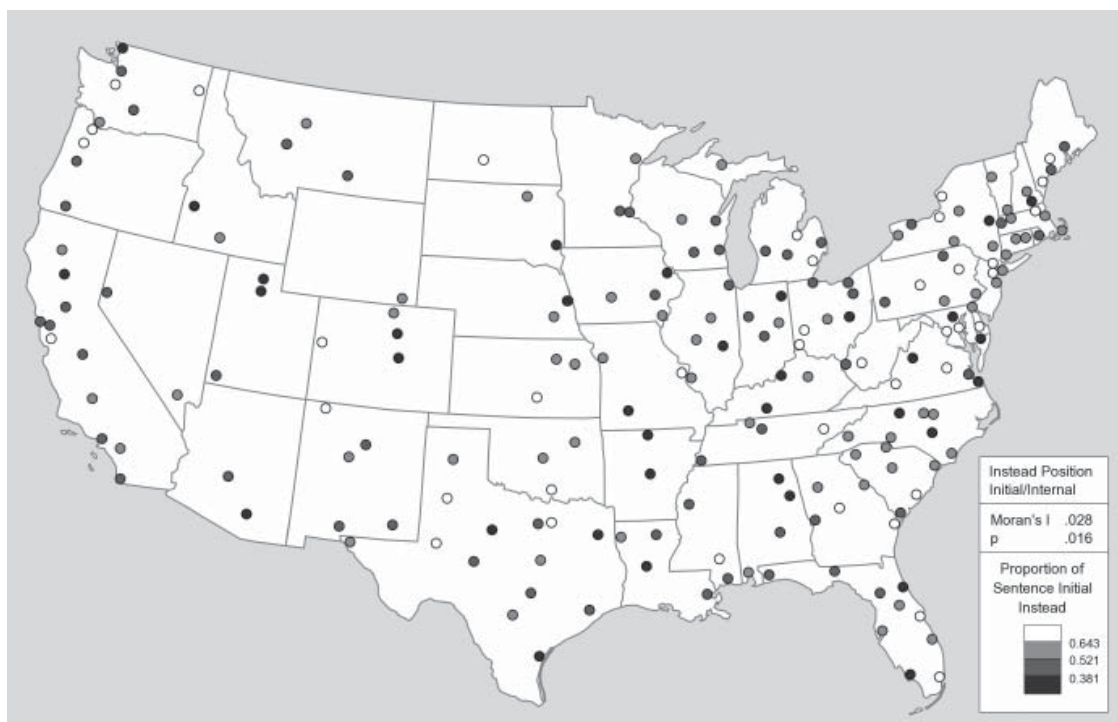 Instead Position
Initial/Internal
Moran's I .028
p .016
Proportion of
Sentence Initial
Instead
0.643
0.521
0.381